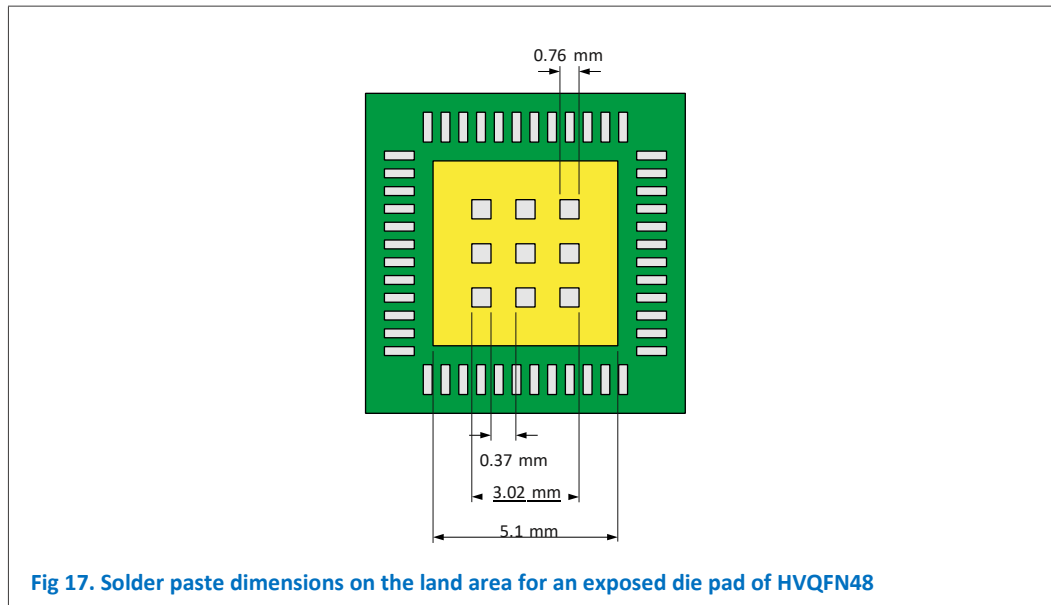 0.76 mm
0.37 mm
3.02 mm
5.1 mm
Fig 17. Solder paste dimensions on the land area for an exposed die pad of HVQFN48